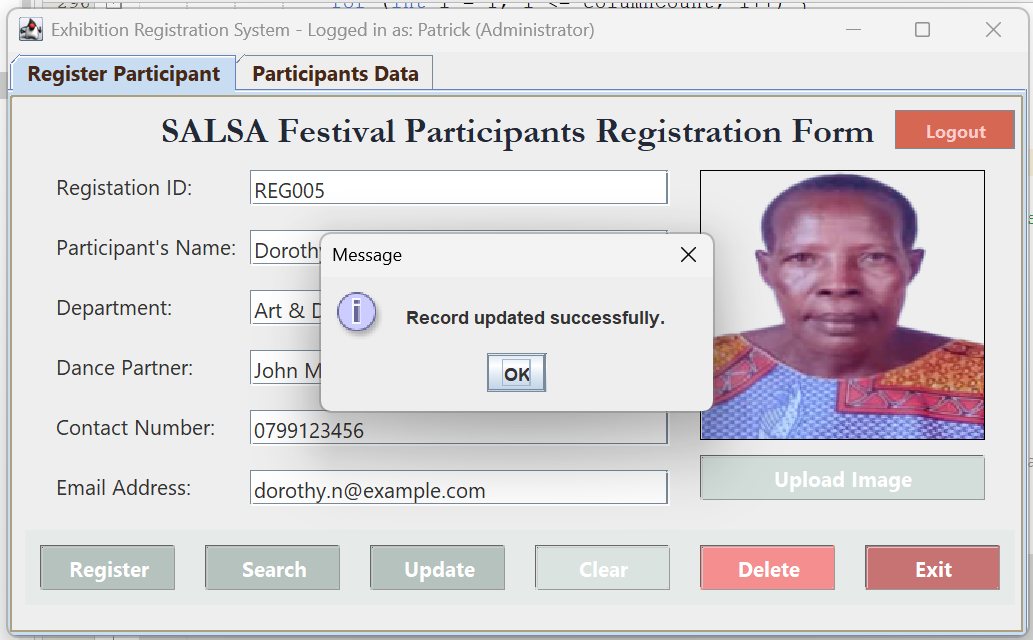 Exhibition Registration System - Logged in as: Patrick (Administrator)
Register Participant
Participants Data
SALSA Festival Participants Registration Form
Logout
Registation ID:
REG005
Participant's Name:
Department:
Art &
Dance Partner:
John
Contact Number:
0799123456
Email Address:
dorothy.n@example.com
Message
Record updated successfully.
OK
Upload Image
Register
Search
Update
Clear
Delete
Exit